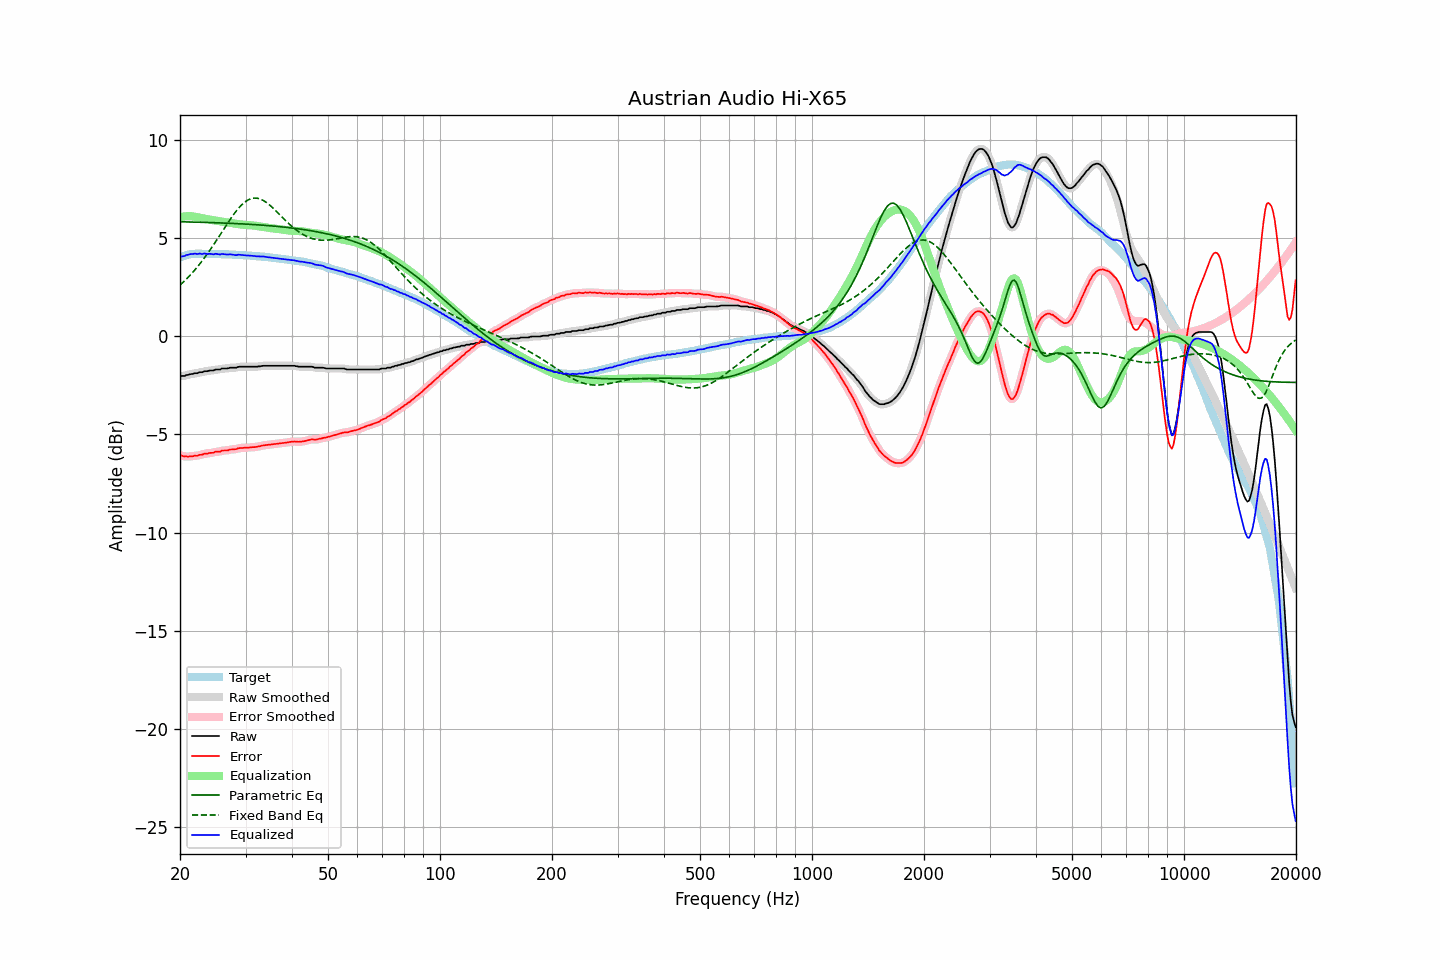 Austrian Audio Hi-X65
10
5
0
−5
−10
−15
−20
−25
Amplitude (dBr)
Target
Raw Smoothed
Error Smoothed
Raw
Error
Equalization
Parametric Eq
Fixed Band Eq
Equalized
20 50 100 200 500 1000 2000 5000 10000 20000
Frequency (Hz)